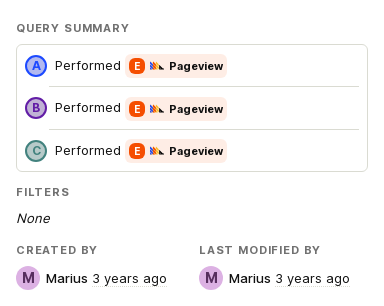 QUERY SUMMARY
A Performed E Pageview
B Performed E Pageview
C Performed E Pageview
FILTERS
None
CREATED BY LAST MODIFIED BY
M Marius 3 years ago M Marius 3 years ago